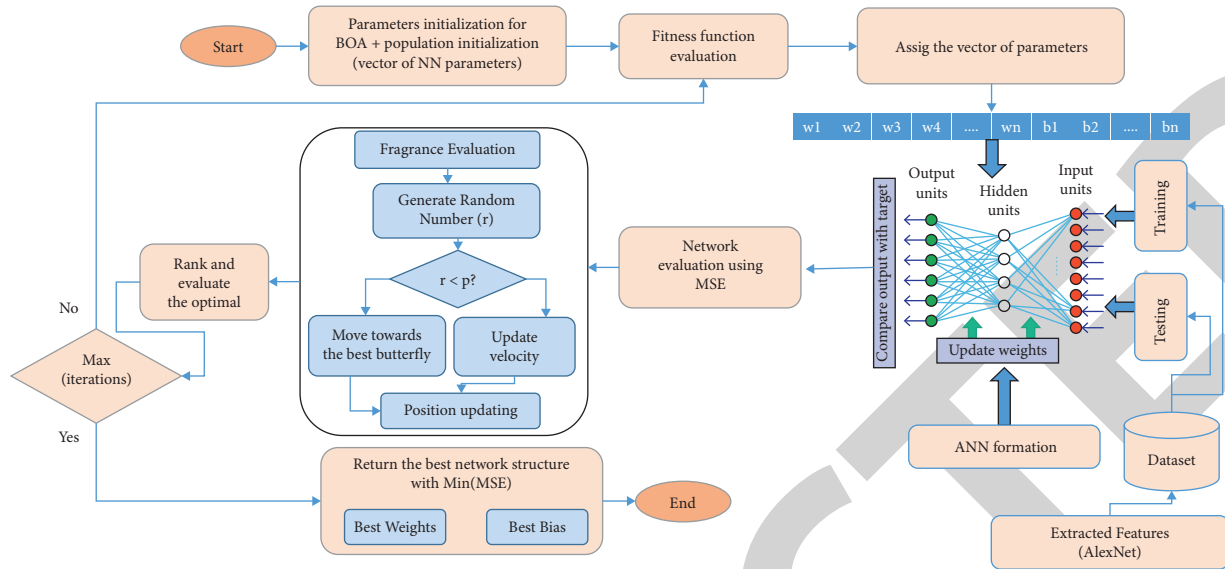 Start
Parameters initialization for
BOA + population initialization
(vector of NN parameters)
Fitness function
evaluation
Assig the vector of parameters
w1 w2 w3 w4 .... wn b1 b2 .... bn
Fragrance Evaluation
Generate Random
Number (r)
r < p?
Move towards
the best butterfly
Update
velocity
Position updating
Rank and
evaluate
the optimal
No
Max
(iterations)
Yes
Network
evaluation using
MSE
Compare output with target
Output
units
Hidden
units
Input
units
Training
Testing
Update weights
ANN formation
Dataset
Extracted Features
(AlexNet)
Return the best network structure
with Min(MSE)
Best Weights
Best Bias
End